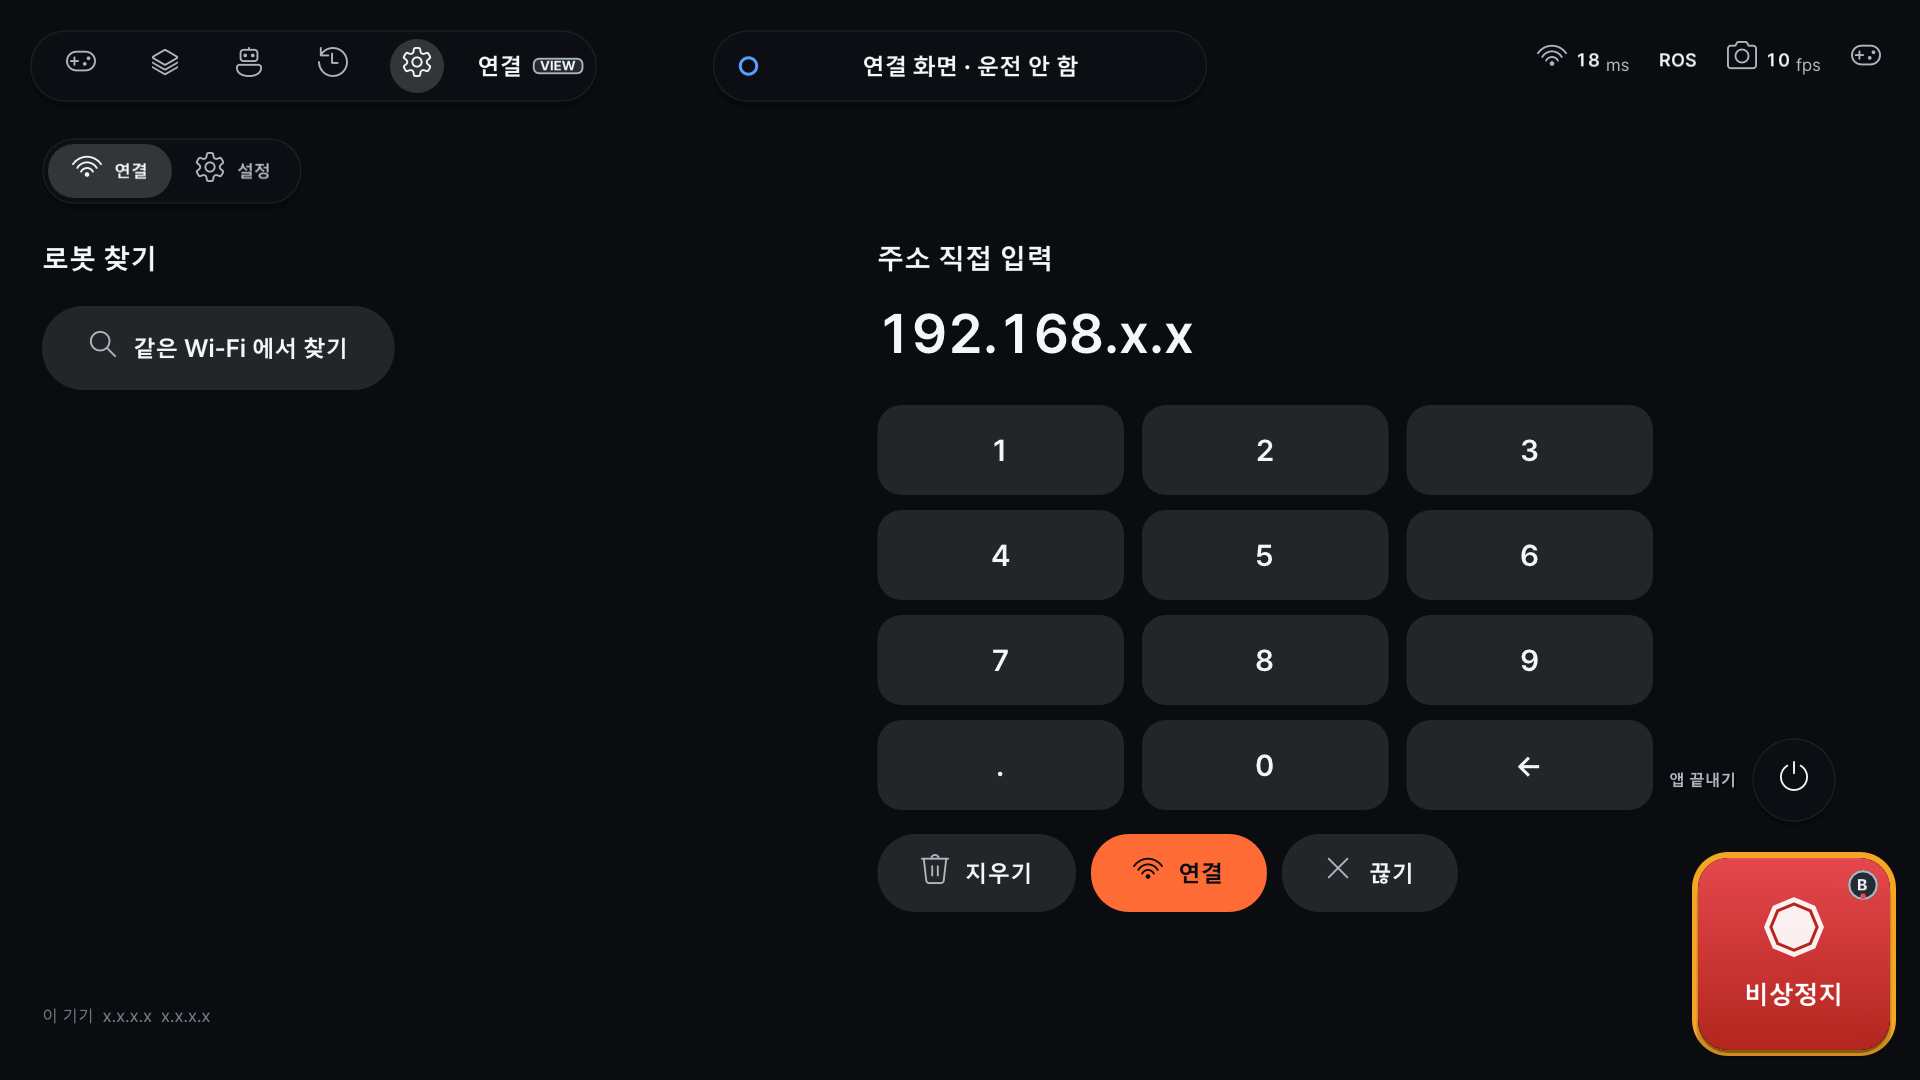 연결 VIEW
연결 화면 · 운전 안 함
18 ms ROS 10 fps
연결 설정
로봇 찾기
같은 Wi-Fi 에서 찾기
주소 직접 입력
192.168.x.x
1 2 3
4 5 6
7 8 9
. 0 ←
앱 끝내기
지우기 연결 끊기
B
비상정지
이 기기 x.x.x.x x.x.x.x